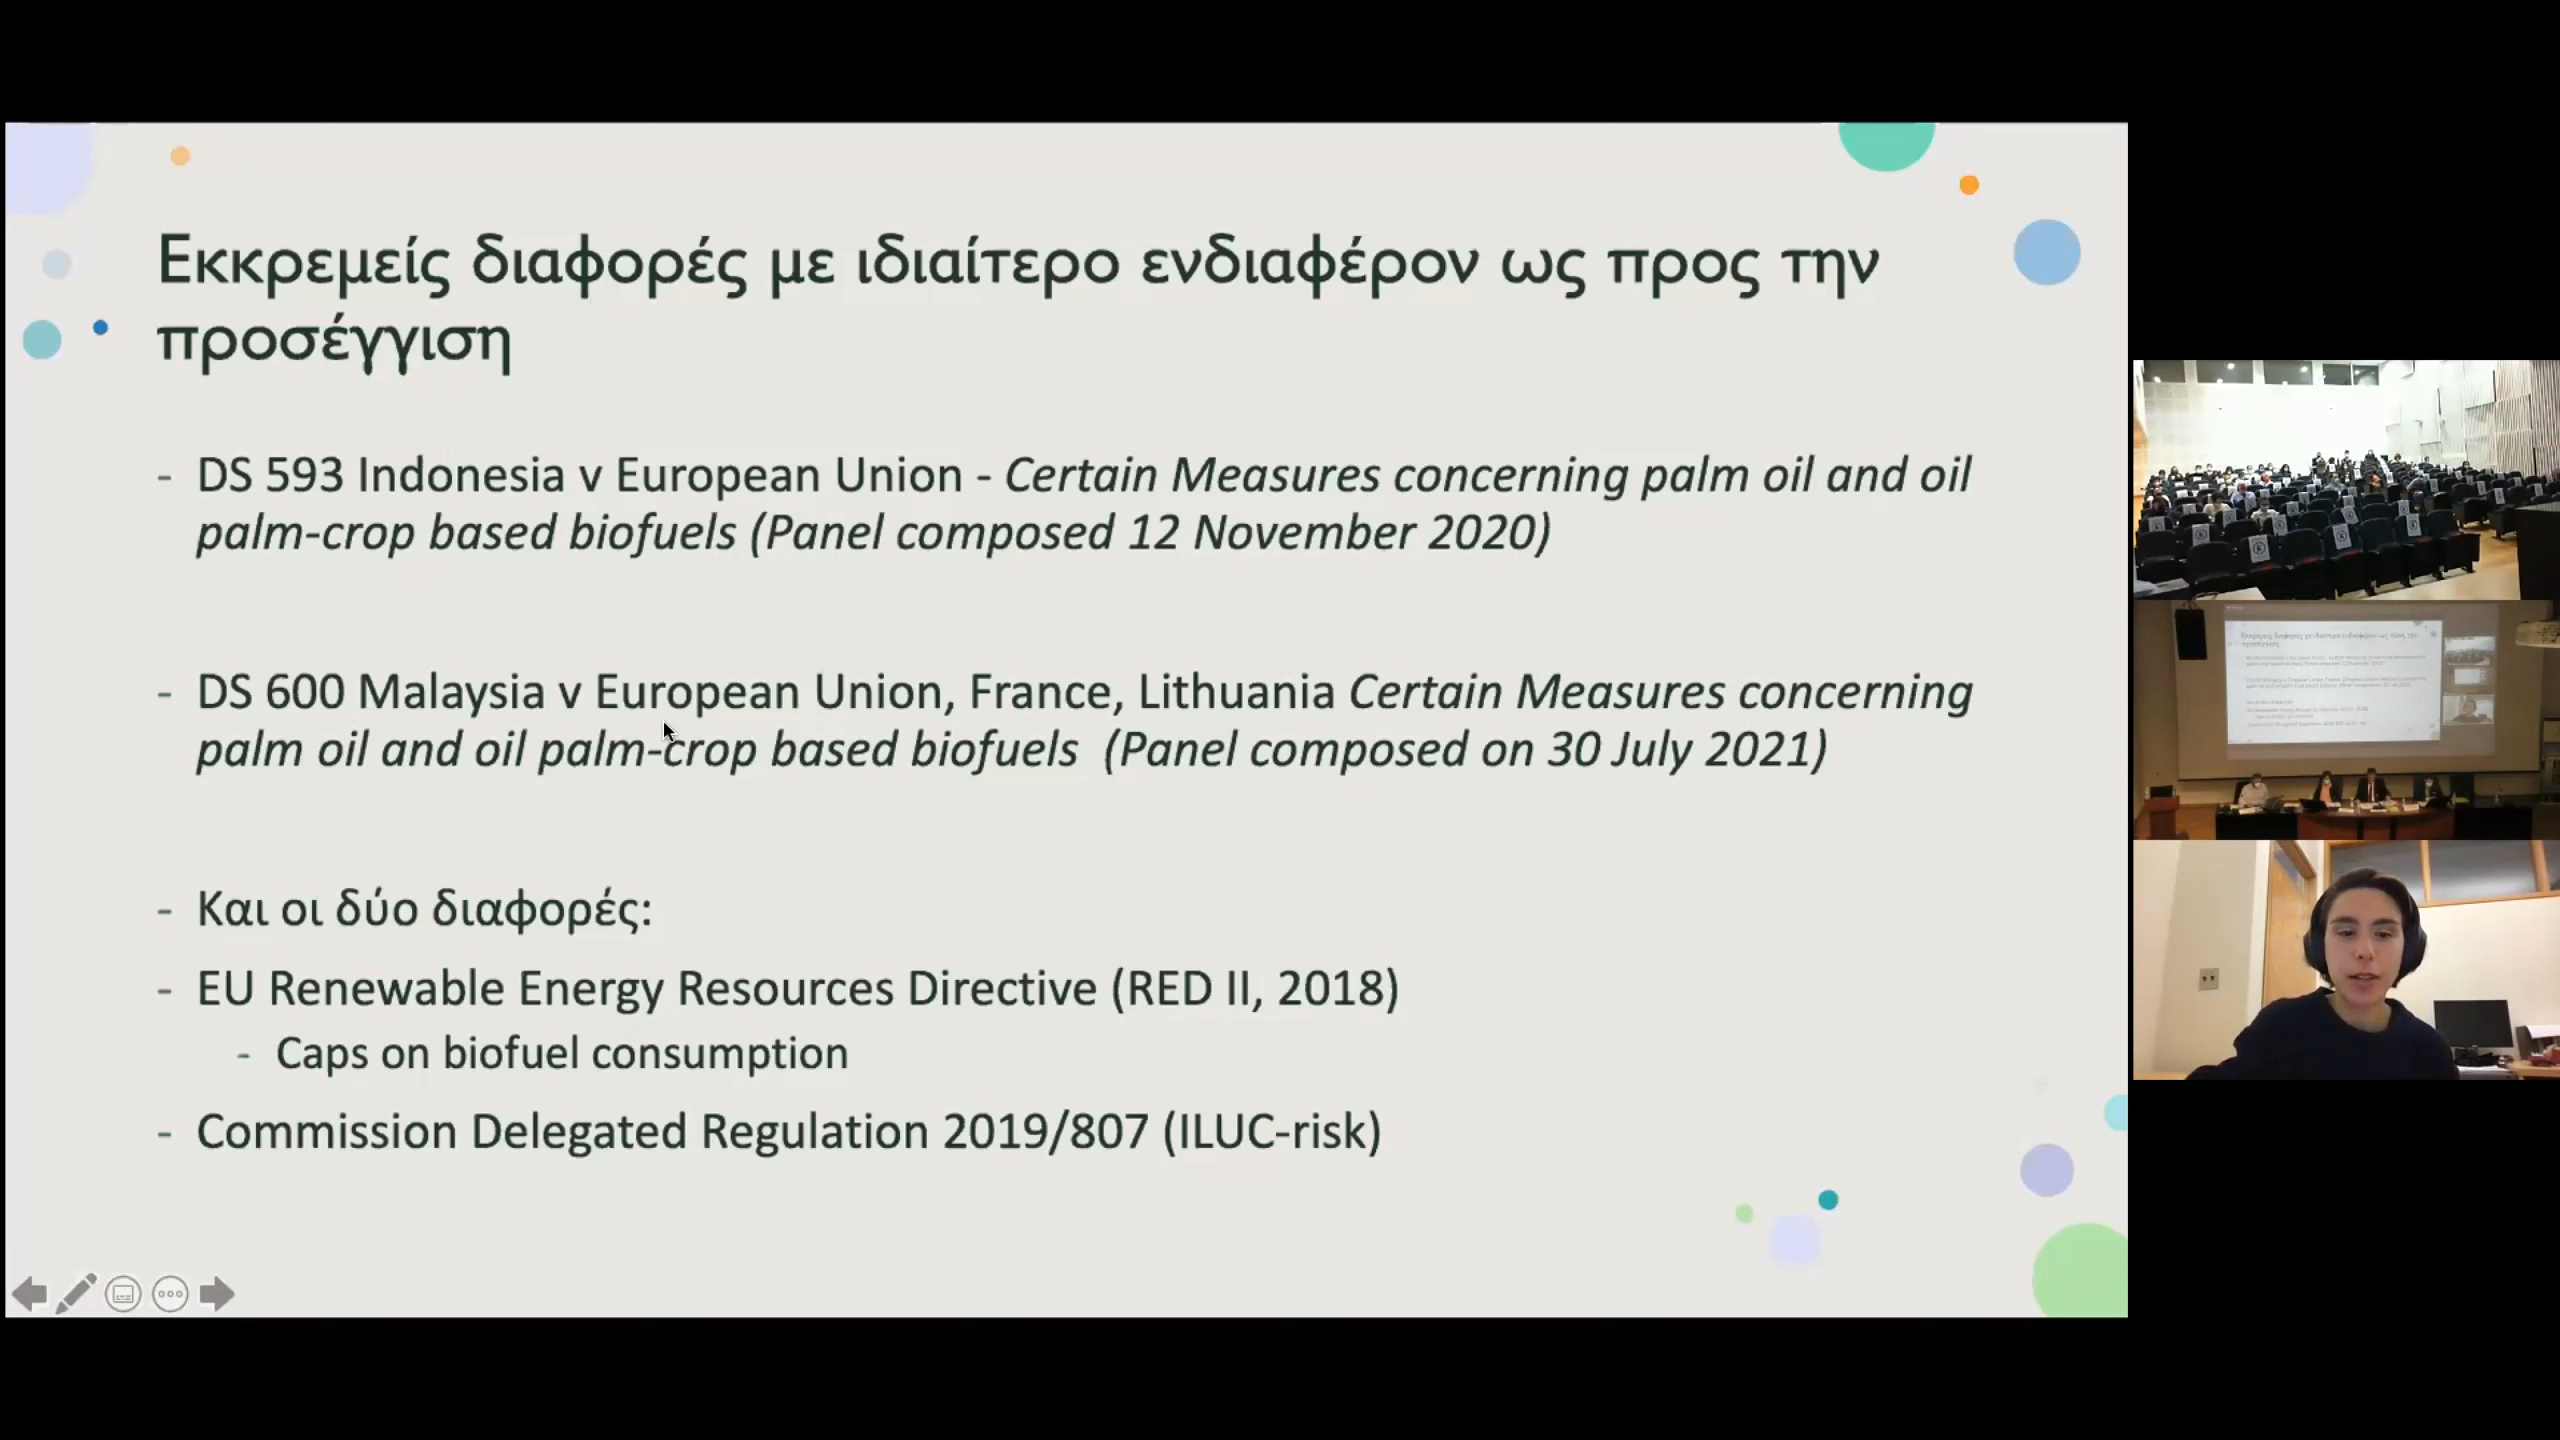 Εκκρεμείς διαφορές με ιδιαίτερο ενδιαφέρον ως προς την
προσέγγιση
- DS 593 Indonesia v European Union - Certain Measures concerning palm oil and oil
palm-crop based biofuels (Panel composed 12 November 2020)
- DS 600 Malaysia v European Union, France, Lithuania Certain Measures concerning
palm oil and oil palm-crop based biofuels (Panel composed on 30 July 2021)
- Και οι δύο διαφορές:
- EU Renewable Energy Resources Directive (RED II, 2018)
- Caps on biofuel consumption
- Commission Delegated Regulation 2019/807 (ILUC-risk)